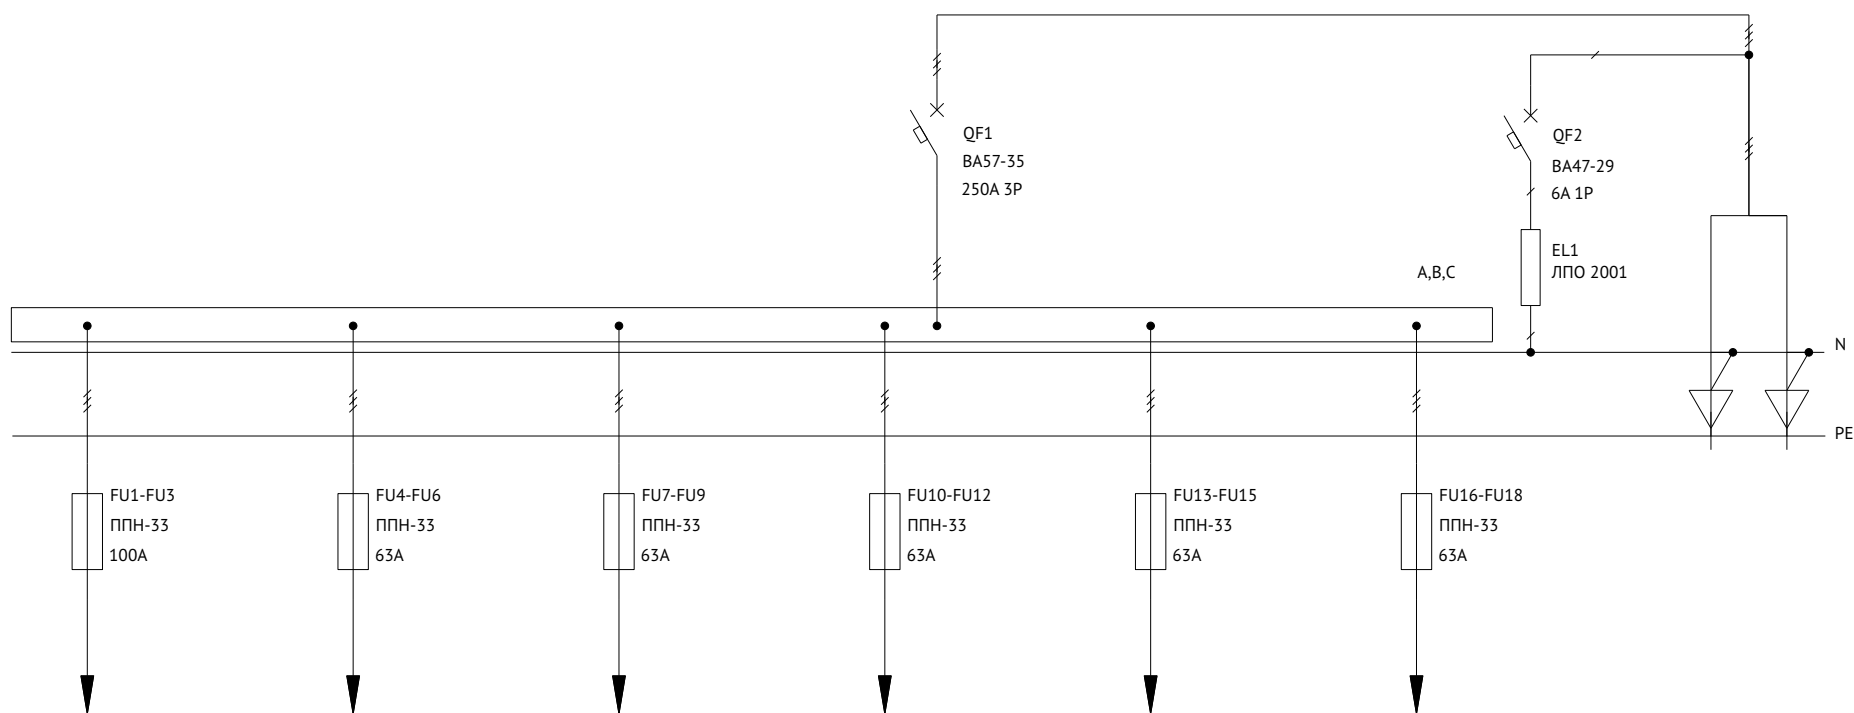 QF1
ВА57-35
250А 3Р
QF2
ВА47-29
6А 1Р
EL1
ЛПО 2001
A,B,C
N
PE
FU1-FU3
ППН-33
100А
FU4-FU6
ППН-33
63А
FU7-FU9
ППН-33
63А
FU10-FU12
ППН-33
63А
FU13-FU15
ППН-33
63А
FU16-FU18
ППН-33
63А